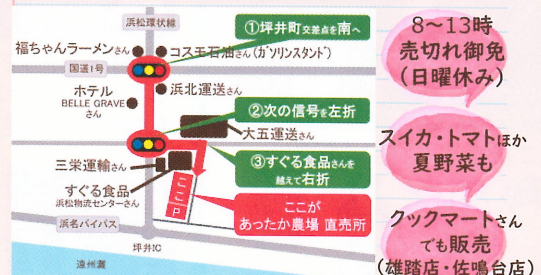 浜松環状線
①坪井町交差点を南へ
福ちゃんラーメンさん
コスモ石油さん(ガソリンスタンド)
国道1号
ホテル
BELLE GRAVE
さん
浜北運送さん
②次の信号を左折
大五運送さん
三栄運輸さん
③すぐる食品さんを
越えて右折
すぐる食品
浜松物流センターさん
ここ
P
ここが
あったか農場 直売所
浜名バイパス
坪井IC
遠州灘
8〜13時
売切れ御免
(日曜休み)
スイカ・トマトほか
夏野菜も
クックマートさん
でも販売
(雄踏店・佐鳴台店)